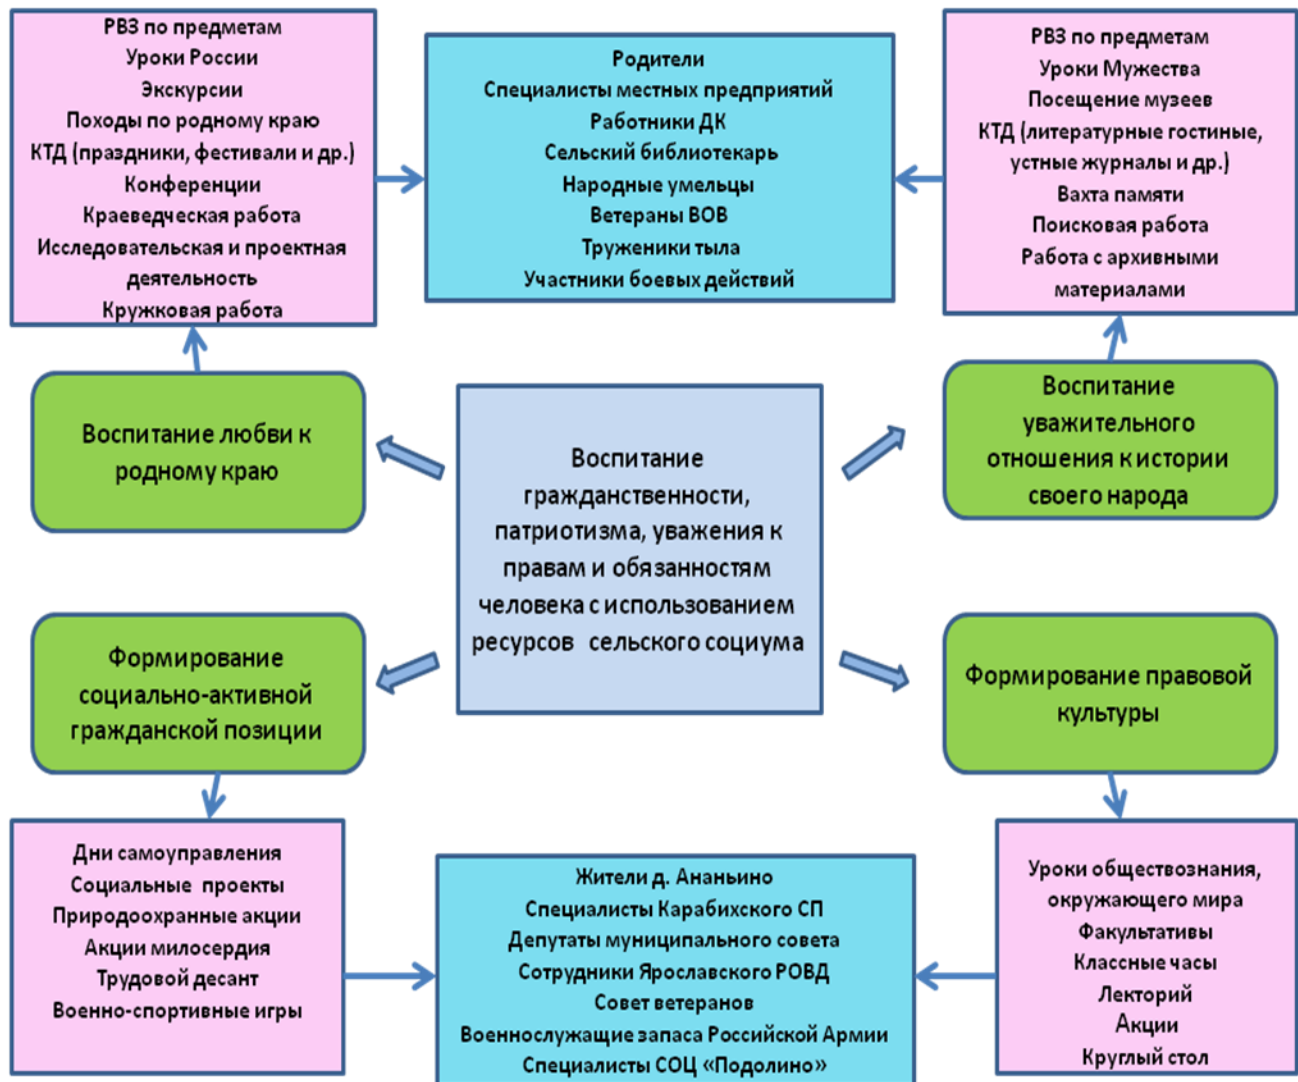 РВЗ по предметам
Уроки России
Экскурсии
Походы по родному краю
КТД (праздники, фестивали и др.)
Конференции
Краеведческая работа
Исследовательская и проектная
деятельность
Кружковая работа
Родители
Специалисты местных предприятий
Работники ДК
Сельский библиотекарь
Народные умельцы
Ветераны ВОВ
Труженики тыла
Участники боевых действий
РВЗ по предметам
Уроки Мужества
Посещение музеев
КТД (литературные гостиные,
устные журналы и др.)
Вахта памяти
Поисковая работа
Работа с архивными
материалами
Воспитание любви к
родному краю
Воспитание
гражданственности,
патриотизма, уважения к
правам и обязанностям
человека с использованием
ресурсов сельского социума
Воспитание
уважительного
отношения к истории
своего народа
Формирование
социально-активной
гражданской позиции
Формирование правовой
культуры
Дни самоуправления
Социальные проекты
Природоохранные акции
Акции милосердия
Трудовой десант
Военно-спортивные игры
Жители д. Ананьино
Специалисты Карабихского СП
Депутаты муниципального совета
Сотрудники Ярославского РОВД
Совет ветеранов
Военнослужащие запаса Российской Армии
Специалисты СОЦ «Подолино»
Уроки обществознания,
окружающего мира
Факультативы
Классные часы
Лекторий
Акции
Круглый стол